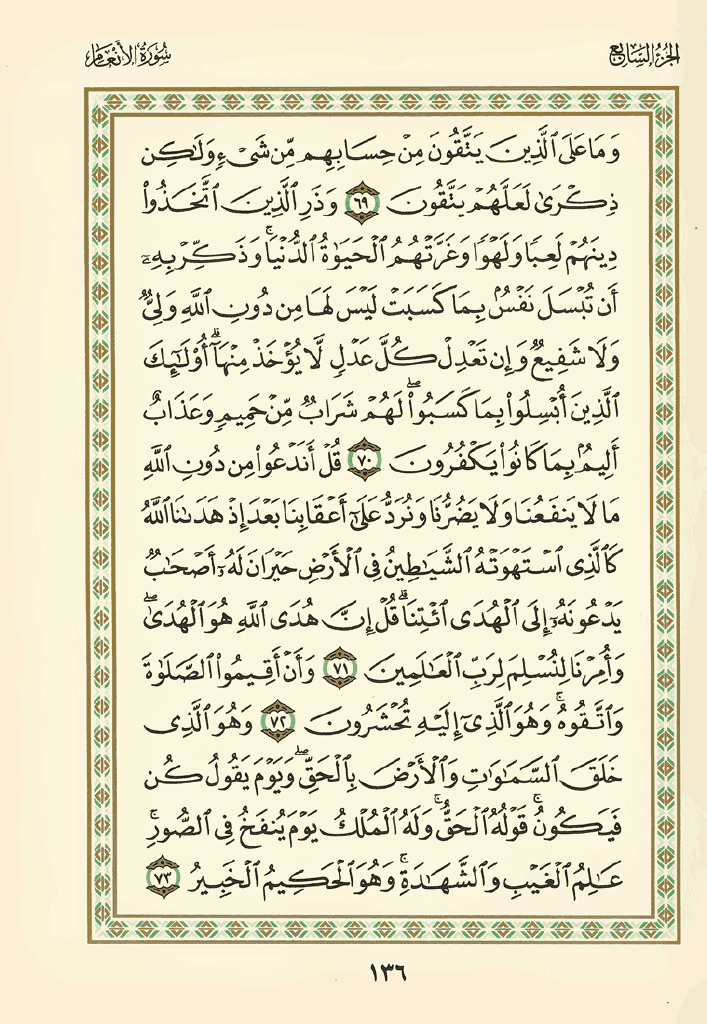 الجزء السابع
سورة الأنعام
وَمَا عَلَى ٱلَّذِينَ يَتَّقُونَ مِنْ حِسَابِهِم مِّن شَىْءٍ وَلَٰكِن
ذِكْرَىٰ لَعَلَّهُمْ يَتَّقُونَ ٦٩ وَذَرِ ٱلَّذِينَ ٱتَّخَذُوا۟
دِينَهُمْ لَعِبًا وَلَهْوًا وَغَرَّتْهُمُ ٱلْحَيَوٰةُ ٱلدُّنْيَا ۚ وَذَكِّرْ بِهِۦٓ
أَن تُبْسَلَ نَفْسٌۢ بِمَا كَسَبَتْ لَيْسَ لَهَا مِن دُونِ ٱللَّهِ وَلِىٌّ
وَلَا شَفِيعٌ وَإِن تَعْدِلْ كُلَّ عَدْلٍ لَّا يُؤْخَذْ مِنْهَآ ۗ أُو۟لَٰٓئِكَ
ٱلَّذِينَ أُبْسِلُوا۟ بِمَا كَسَبُوا۟ ۖ لَهُمْ شَرَابٌ مِّنْ حَمِيمٍ وَعَذَابٌ
أَلِيمٌۢ بِمَا كَانُوا۟ يَكْفُرُونَ ٧٠ قُلْ أَنَدْعُوا۟ مِن دُونِ ٱللَّهِ
مَا لَا يَنفَعُنَا وَلَا يَضُرُّنَا وَنُرَدُّ عَلَىٰٓ أَعْقَابِنَا بَعْدَ إِذْ هَدَىٰنَا ٱللَّهُ
كَٱلَّذِى ٱسْتَهْوَتْهُ ٱلشَّيَٰطِينُ فِى ٱلْأَرْضِ حَيْرَانَ لَهُۥٓ أَصْحَٰبٌ
يَدْعُونَهُۥٓ إِلَى ٱلْهُدَى ٱئْتِنَا ۗ قُلْ إِنَّ هُدَى ٱللَّهِ هُوَ ٱلْهُدَىٰ ۖ
وَأُمِرْنَا لِنُسْلِمَ لِرَبِّ ٱلْعَٰلَمِينَ ٧١ وَأَنْ أَقِيمُوا۟ ٱلصَّلَوٰةَ
وَٱتَّقُوهُ ۚ وَهُوَ ٱلَّذِىٓ إِلَيْهِ تُحْشَرُونَ ٧٢ وَهُوَ ٱلَّذِى
خَلَقَ ٱلسَّمَٰوَٰتِ وَٱلْأَرْضَ بِٱلْحَقِّ ۖ وَيَوْمَ يَقُولُ كُن
فَيَكُونُ ۚ قَوْلُهُ ٱلْحَقُّ ۚ وَلَهُ ٱلْمُلْكُ يَوْمَ يُنفَخُ فِى ٱلصُّورِ ۚ
عَٰلِمُ ٱلْغَيْبِ وَٱلشَّهَٰدَةِ ۚ وَهُوَ ٱلْحَكِيمُ ٱلْخَبِيرُ ٧٣
١٣٦